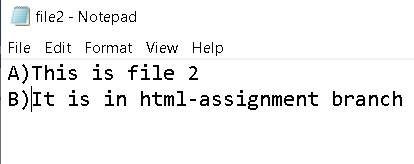 file2 - Notepad
File Edit Format View Help
A)This is file 2
B)It is in html-assignment branch